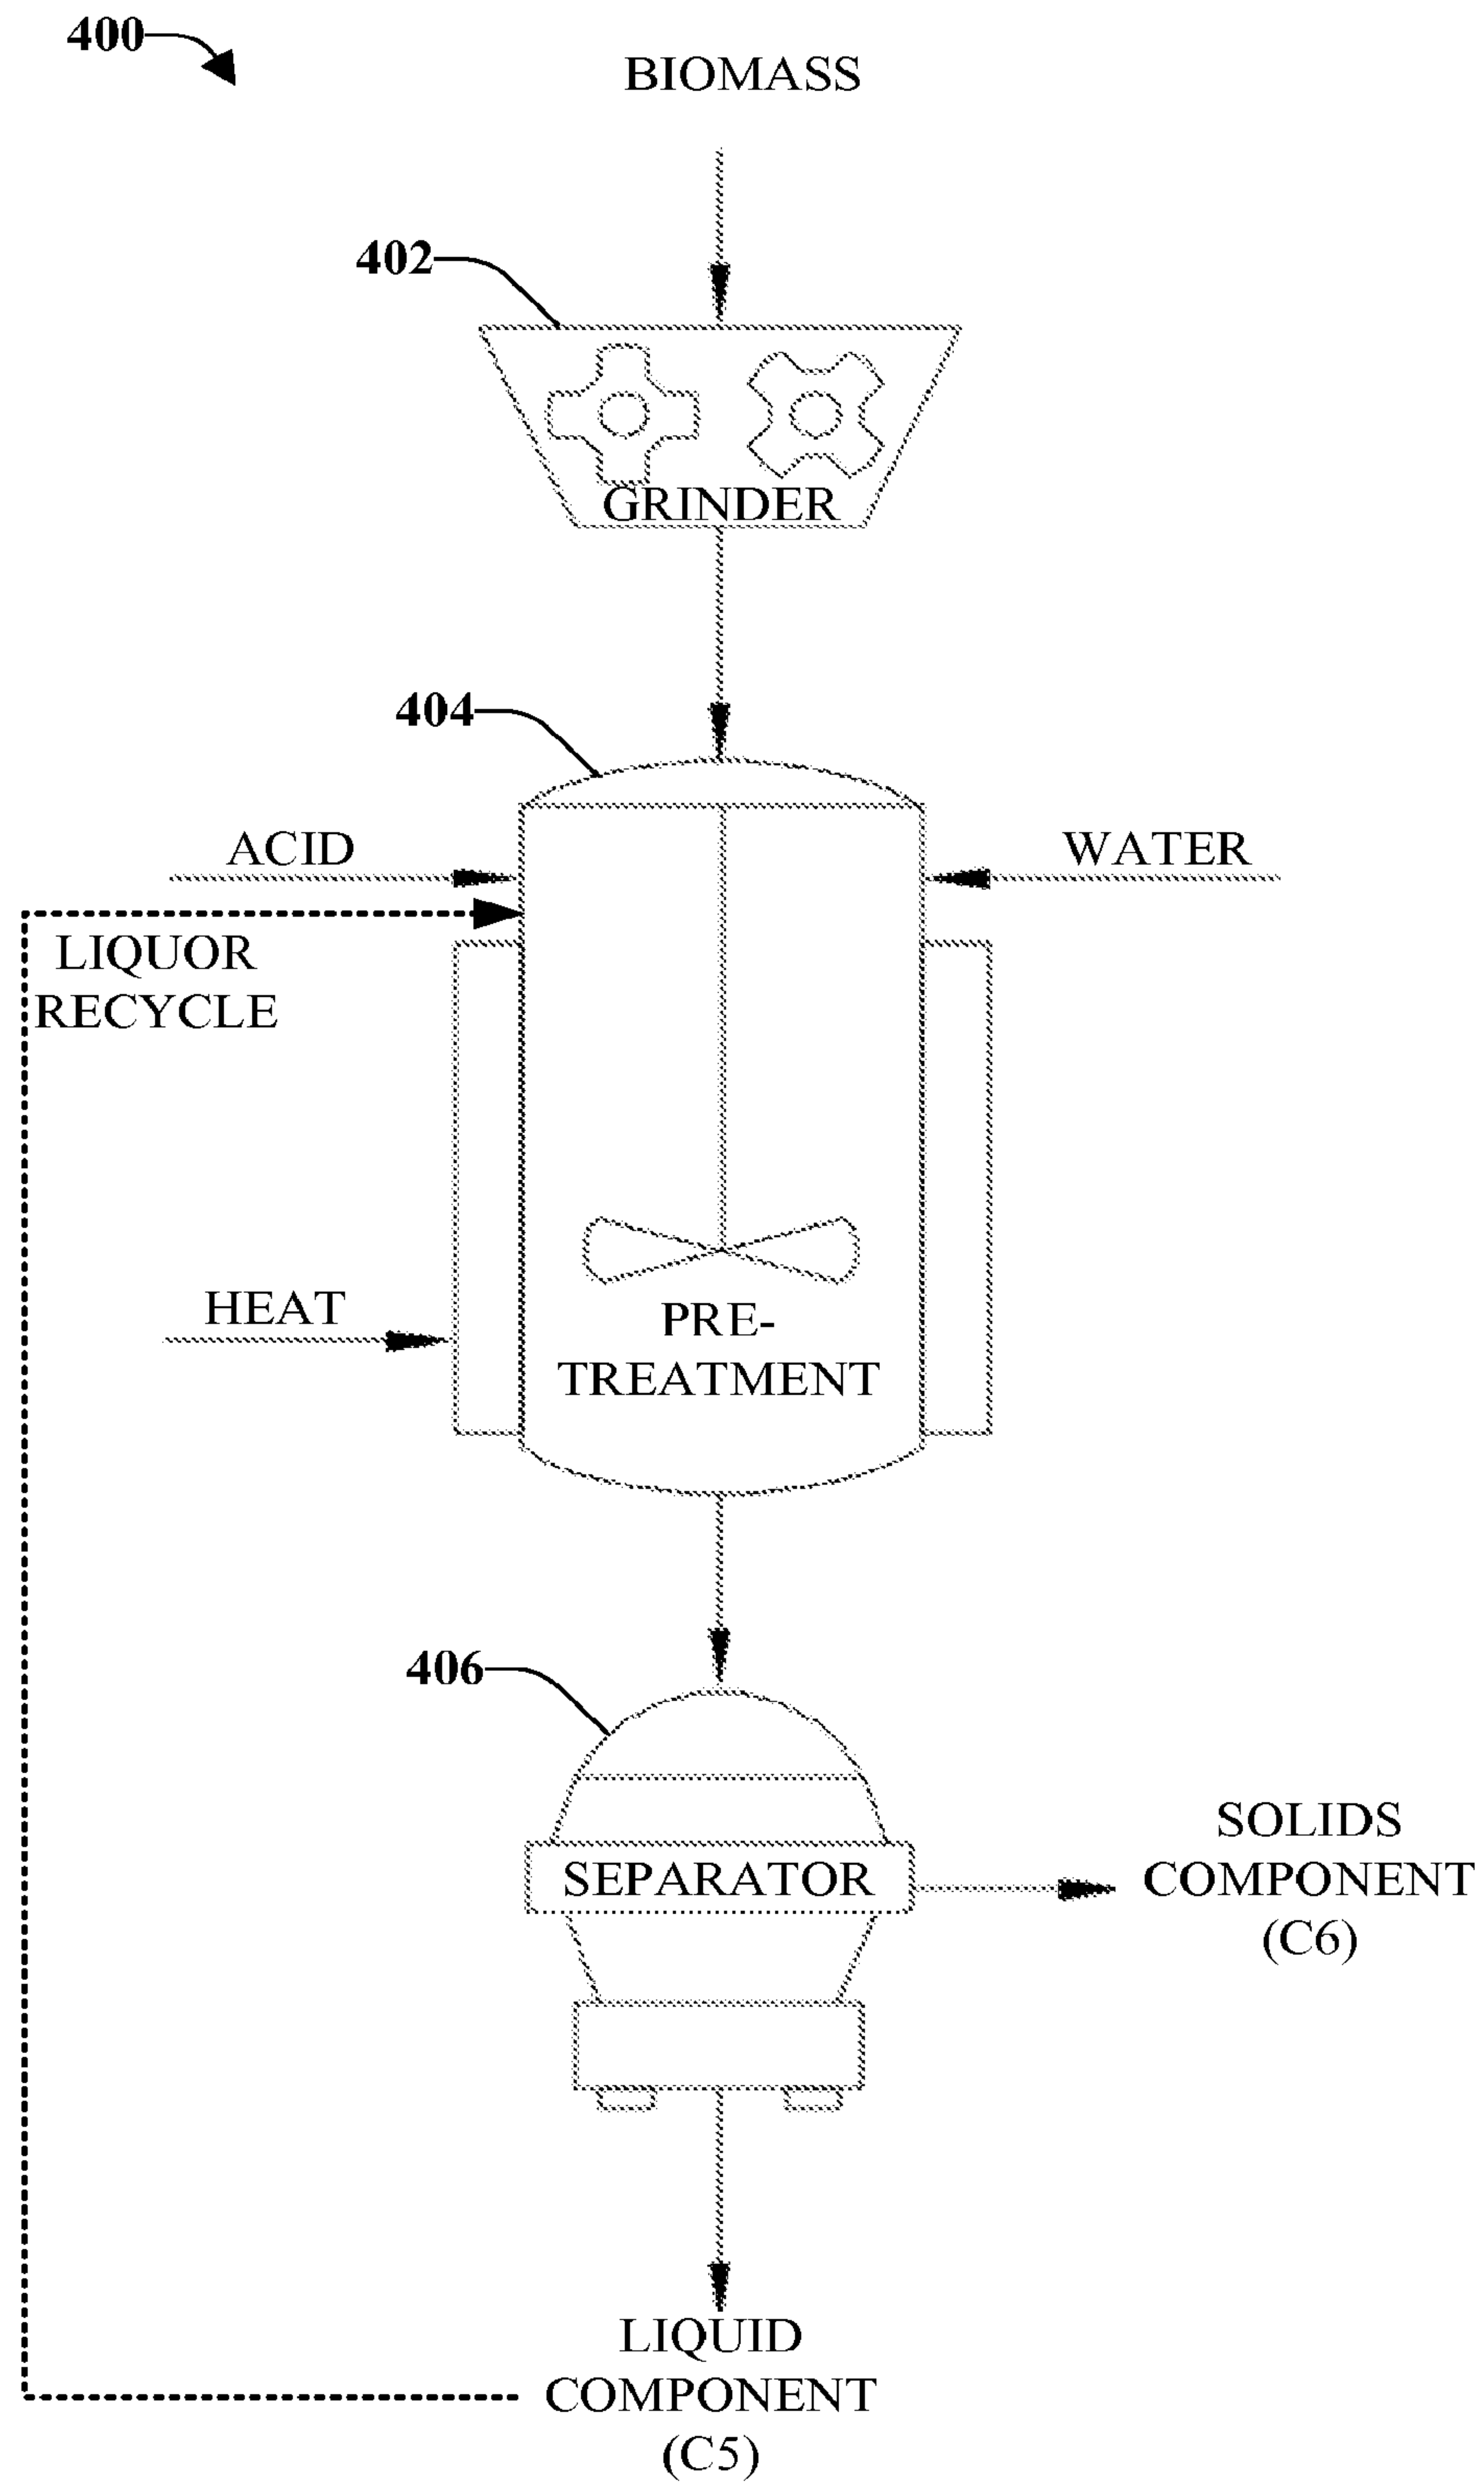 400
BIOMASS
402
GRINDER
404
ACID
WATER
LIQUOR
RECYCLE
HEAT
PRE-
TREATMENT
406
SEPARATOR
SOLIDS
COMPONENT
(C6)
LIQUID
COMPONENT
(C5)